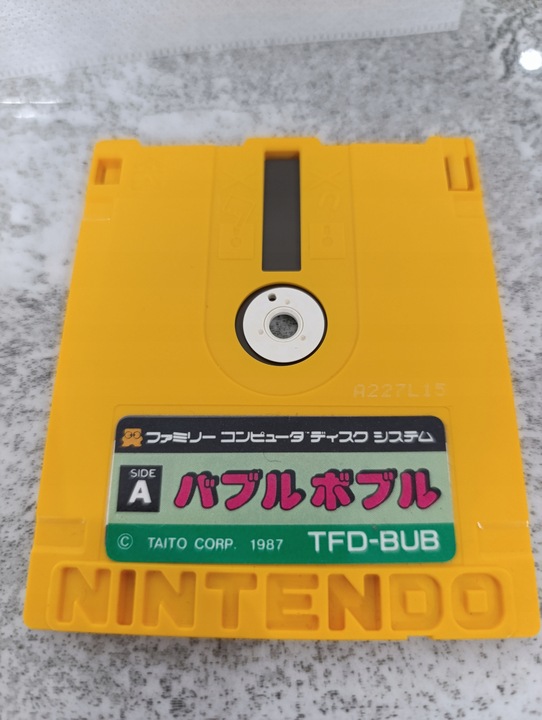 A227L15
ファミリー コンピュータ ディスク システム
SIDE
A
バブルボブル
© TAITO CORP. 1987 TFD-BUB
NINTENDO